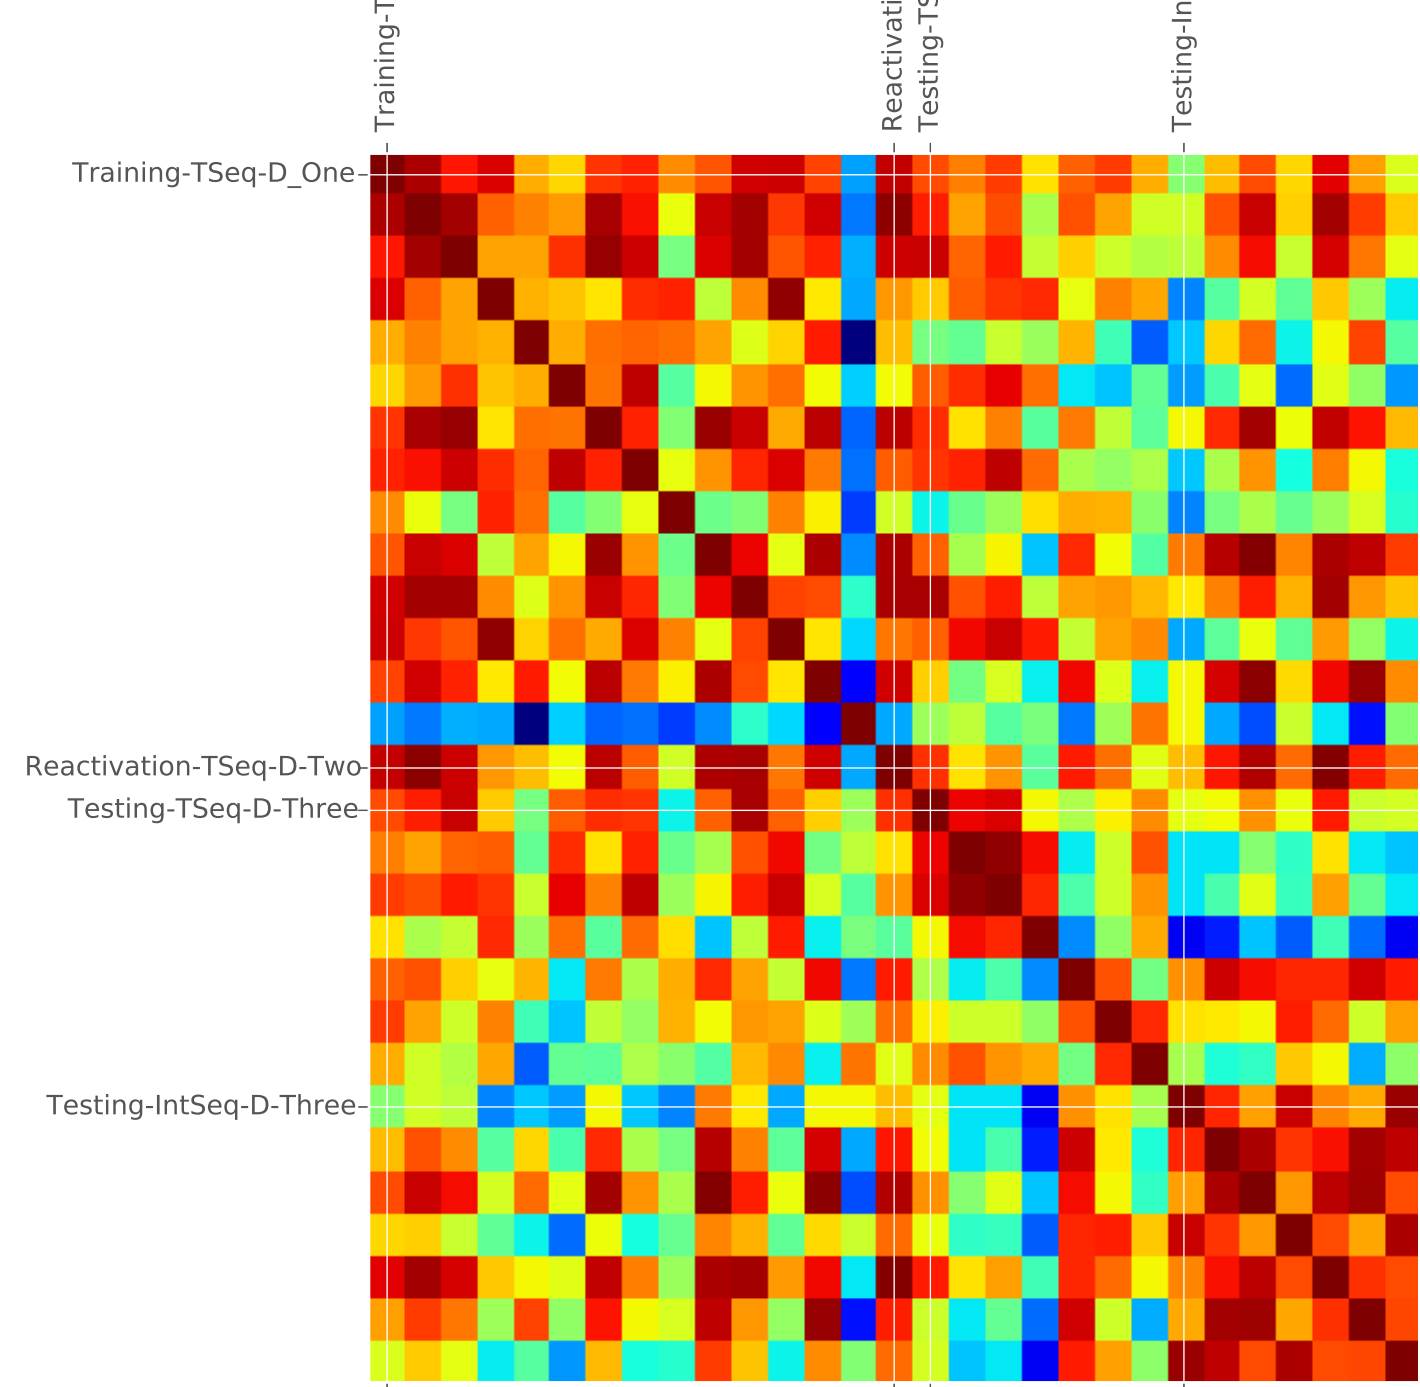 Training-T
Reactivati
Testing-TS
Testing-In
Training-TSeq-D_One
Reactivation-TSeq-D-Two
Testing-TSeq-D-Three
Testing-IntSeq-D-Three